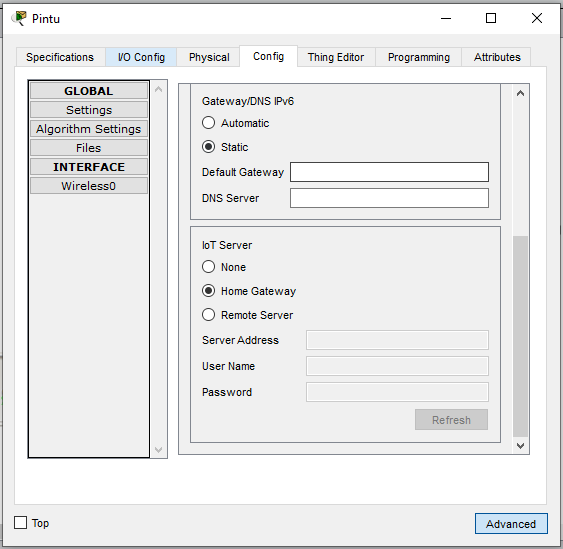 Pintu
Specifications I/O Config Physical Config Thing Editor Programming Attributes
GLOBAL
Settings
Algorithm Settings
Files
INTERFACE
Wireless0
Gateway/DNS IPv6
Automatic
Static
Default Gateway
DNS Server
IoT Server
None
Home Gateway
Remote Server
Server Address
User Name
Password
Refresh
Top
Advanced